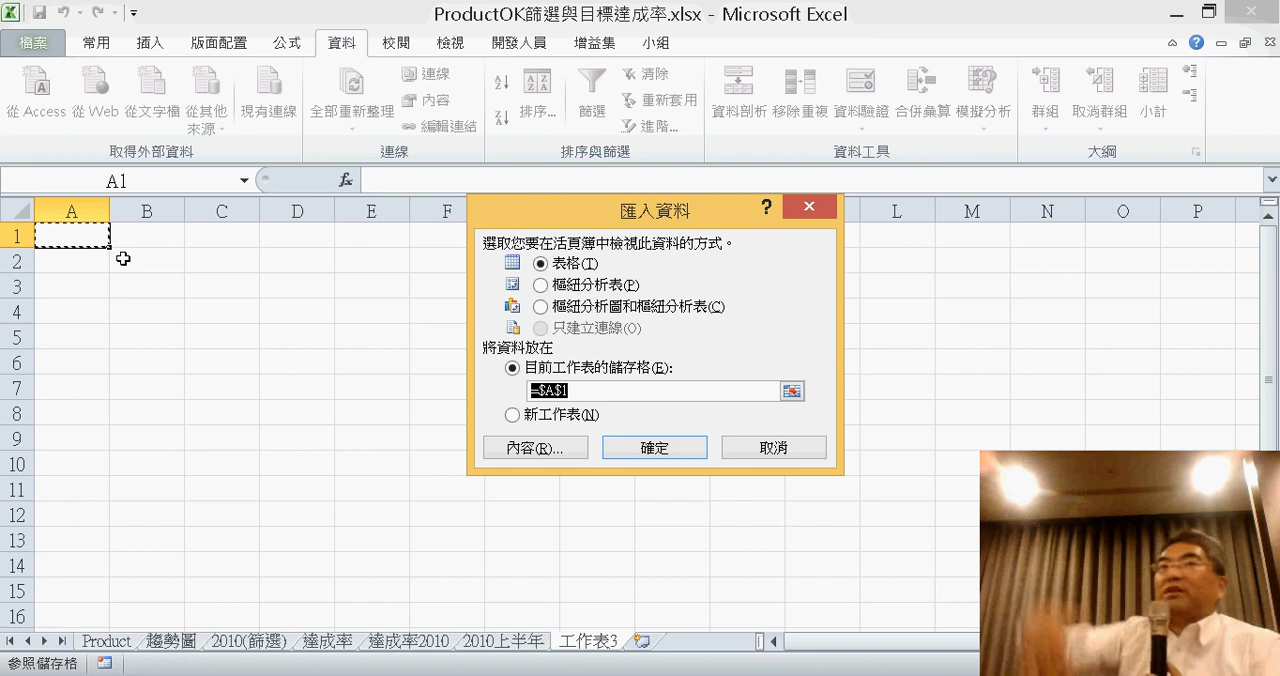 ProductOK篩選與目標達成率.xlsx - Microsoft Excel
檔案 常用 插入 版面配置 公式 資料 校閱 檢視 開發人員 增益集 小組
從 Access 從 Web 從文字檔 從其他來源 現有連線
取得外部資料
全部重新整理 連線 內容 編輯連結
連線
排序... 篩選 清除 重新套用 進階...
排序與篩選
資料剖析 移除重複 資料驗證 合併彙算 模擬分析
資料工具
群組 取消群組 小計
大綱
A1 fx
A B C D E F L M N O P
1
2
3
4
5
6
7
8
9
10
11
12
13
14
15
16
匯入資料 ?
選取您要在活頁簿中檢視此資料的方式。
表格(T)
樞紐分析表(P)
樞紐分析圖和樞紐分析表(C)
只建立連線(O)
將資料放在
目前工作表的儲存格(E):
=$A$1
新工作表(N)
內容(R)... 確定 取消
Product 趨勢圖 2010(篩選) 達成率 達成率2010 2010上半年 工作表3
參照儲存格